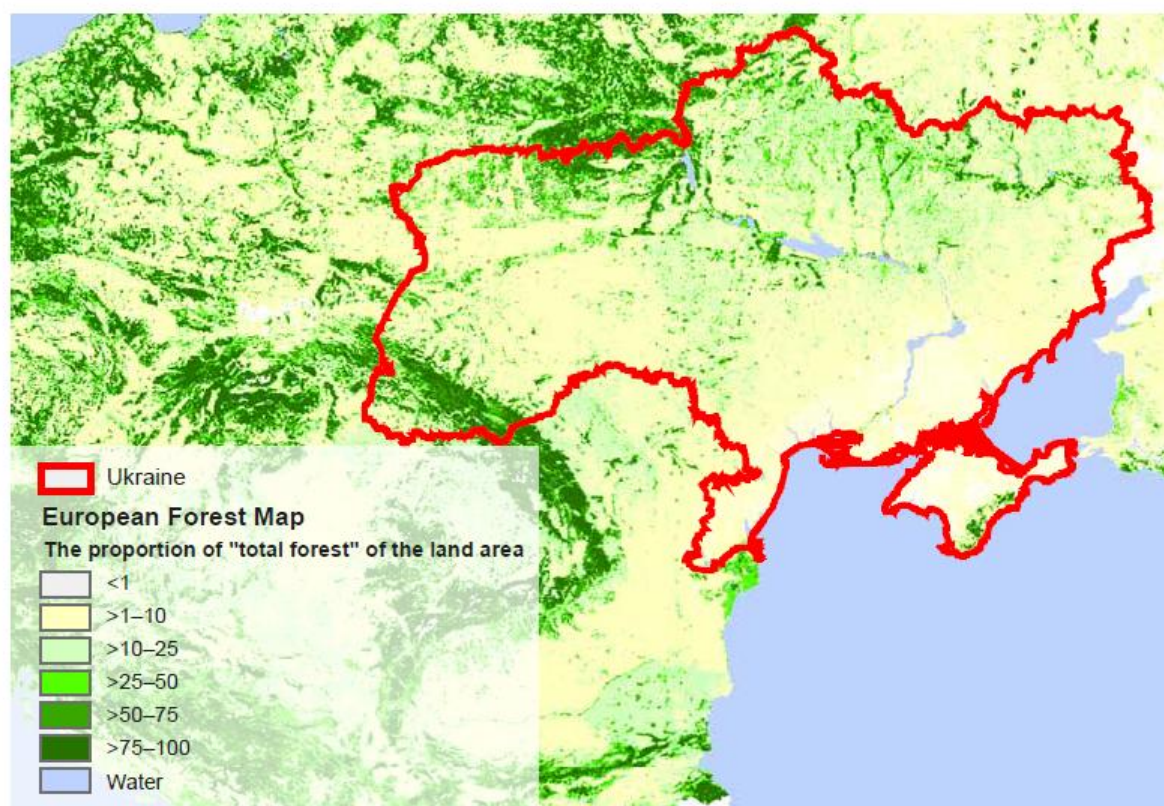 Ukraine
European Forest Map
The proportion of "total forest" of the land area
<1
>1–10
>10–25
>25–50
>50–75
>75–100
Water